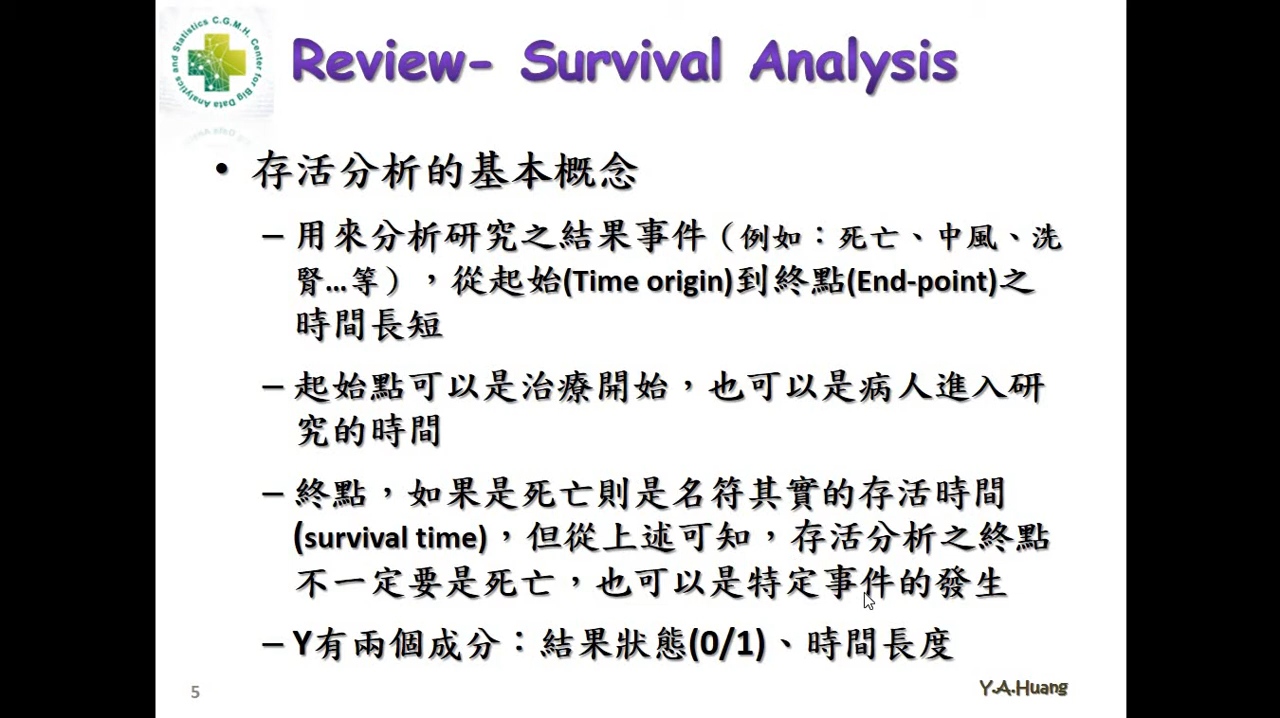 Statistics C.G.M.H. Center for Big Data Analytics and
Review- Survival Analysis
• 存活分析的基本概念
– 用來分析研究之結果事件（例如：死亡、中風、洗
腎…等），從起始(Time origin)到終點(End-point)之
時間長短
– 起始點可以是治療開始，也可以是病人進入研
究的時間
– 終點，如果是死亡則是名符其實的存活時間
(survival time)，但從上述可知，存活分析之終點
不一定要是死亡，也可以是特定事件的發生
– Y有兩個成分：結果狀態(0/1)、時間長度
5
Y.A.Huang